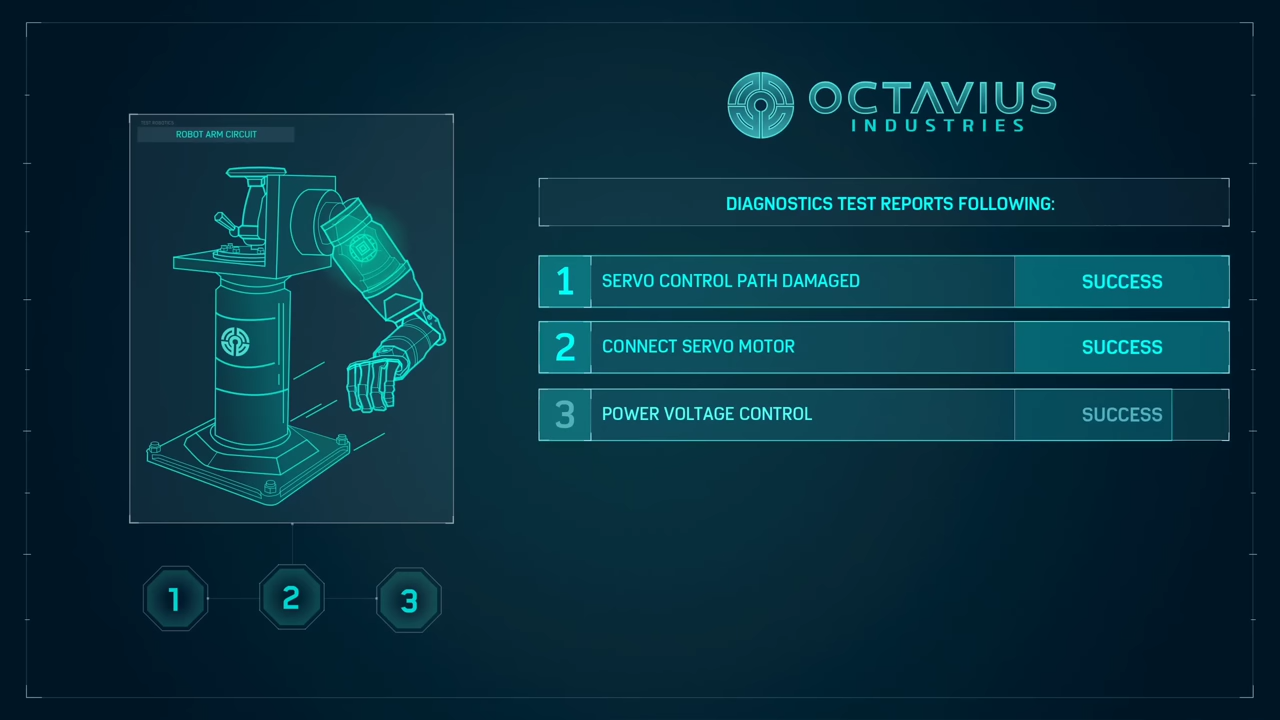 OCTAVIUS
INDUSTRIES
ROBOT ARM CIRCUIT
DIAGNOSTICS TEST REPORTS FOLLOWING:
1 SERVO CONTROL PATH DAMAGED SUCCESS
2 CONNECT SERVO MOTOR SUCCESS
3 POWER VOLTAGE CONTROL SUCCESS
1 2 3